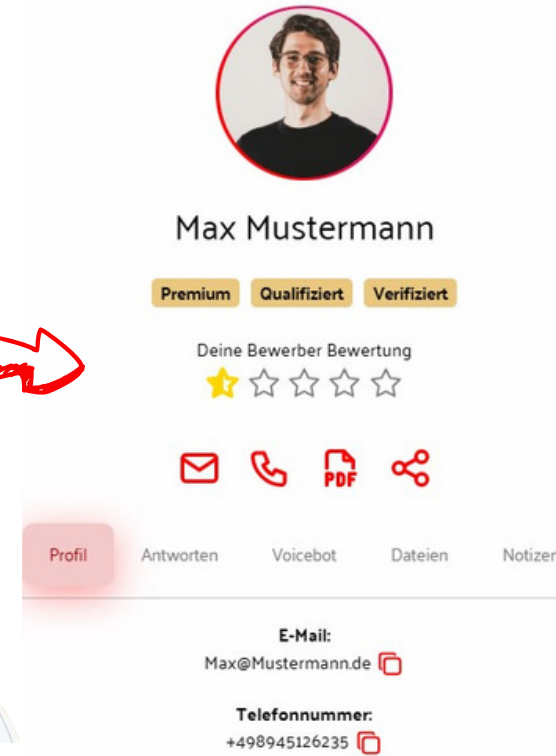 Max Mustermann
Premium Qualifiziert Verifiziert
Deine Bewerber Bewertung
PDF
Profil Antworten Voicebot Dateien Notizen
E-Mail:
Max@Mustermann.de
Telefonnummer:
+498945126235